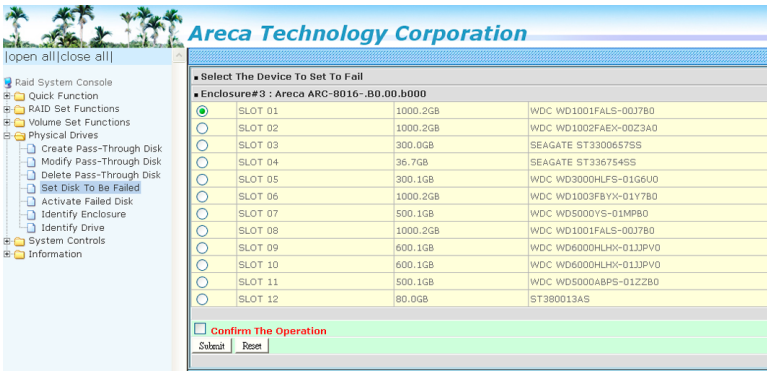 Areca Technology Corporation
|open all|close all|
Raid System Console
Quick Function
RAID Set Functions
Volume Set Functions
Physical Drives
Create Pass-Through Disk
Modify Pass-Through Disk
Delete Pass-Through Disk
Set Disk To Be Failed
Activate Failed Disk
Identify Enclosure
Identify Drive
System Controls
Information
Select The Device To Set To Fail
Enclosure#3 : Areca ARC-8016-.B0.00.b000
SLOT 01 1000.2GB WDC WD1001FALS-00J7B0
SLOT 02 1000.2GB WDC WD1002FAEX-00Z3A0
SLOT 03 300.0GB SEAGATE ST3300657SS
SLOT 04 36.7GB SEAGATE ST336754SS
SLOT 05 300.1GB WDC WD3000HLFS-01G6U0
SLOT 06 1000.2GB WDC WD1003FBYX-01Y7B0
SLOT 07 500.1GB WDC WD5000YS-01MPB0
SLOT 08 1000.2GB WDC WD1001FALS-00J7B0
SLOT 09 600.1GB WDC WD6000HLHX-01JJPV0
SLOT 10 600.1GB WDC WD6000HLHX-01JJPV0
SLOT 11 500.1GB WDC WD5000ABPS-01ZZB0
SLOT 12 80.0GB ST380013AS
Confirm The Operation
Submit Reset